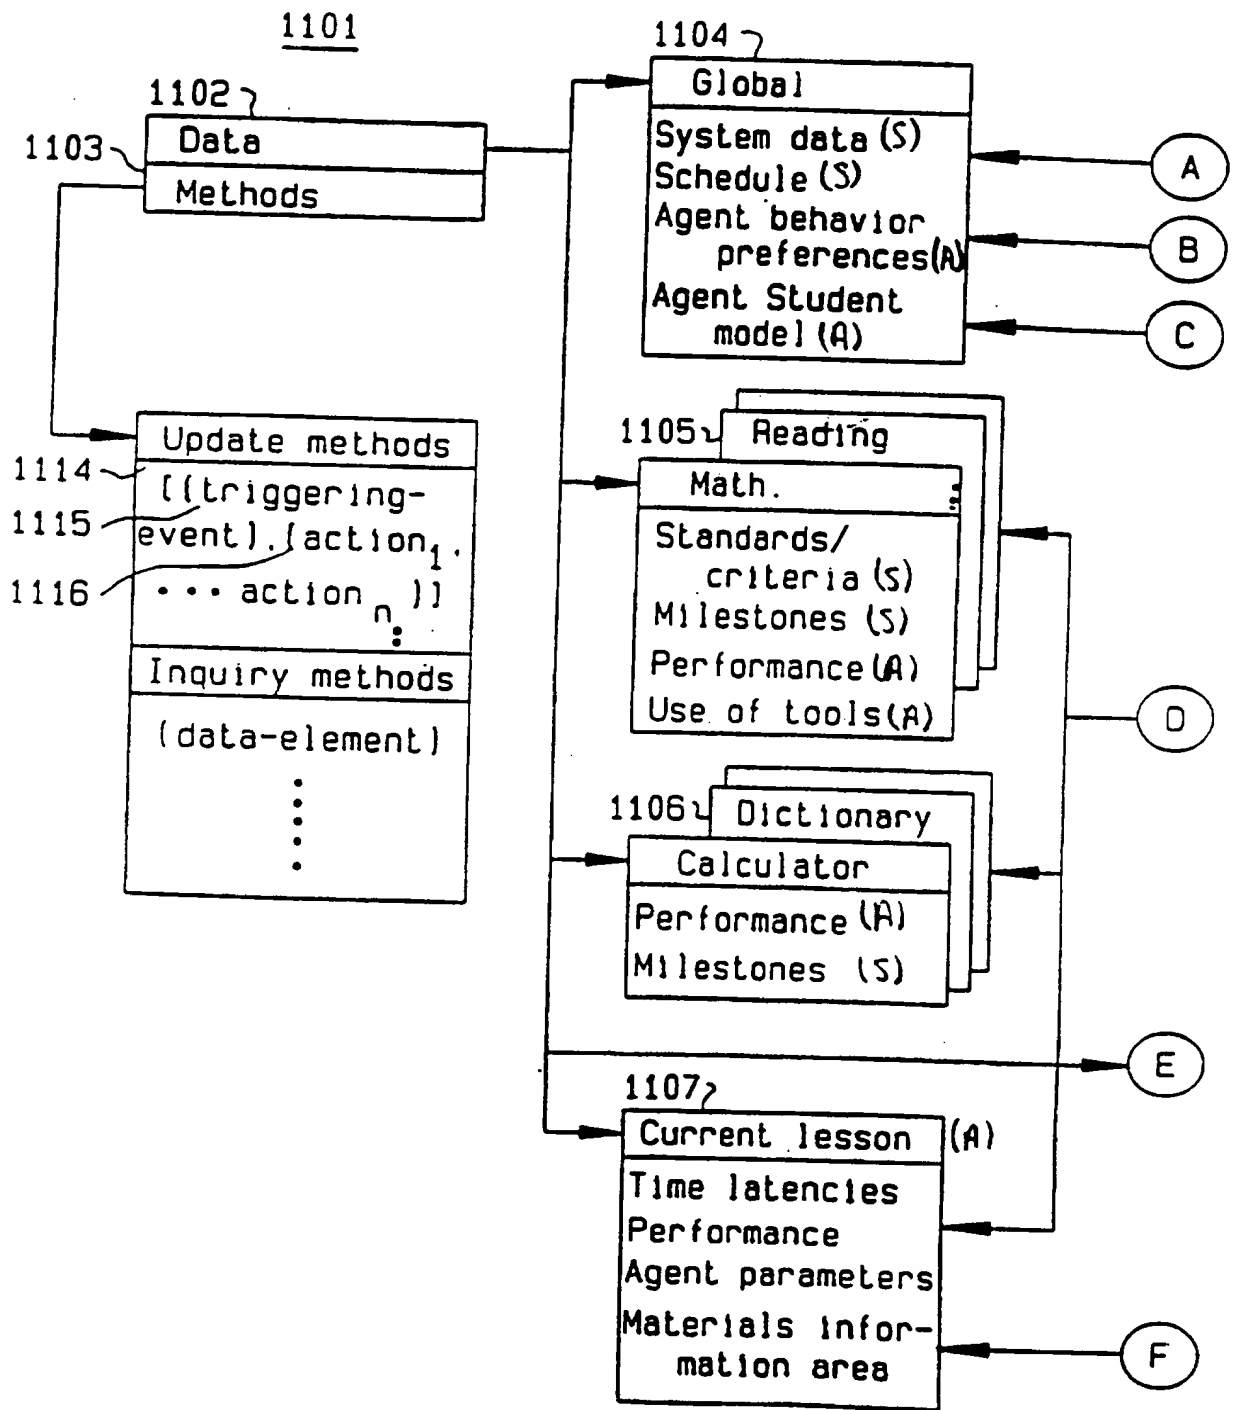 1101
1102
Data
1103
Methods
Update methods
1114
[(triggering-
1115
event),(action1,
1116
••• action n )]
Inquiry methods
(data-element)
1104
Global
System data (S)
Schedule (S)
Agent behavior
preferences (A)
Agent Student
model (A)
A
B
C
1105
Reading
Math.
Standards/
criteria (S)
Milestones (S)
Performance (A)
Use of tools (A)
D
1106
Dictionary
Calculator
Performance (A)
Milestones (S)
E
1107
Current lesson (A)
Time latencies
Performance
Agent parameters
Materials infor-
mation area
F